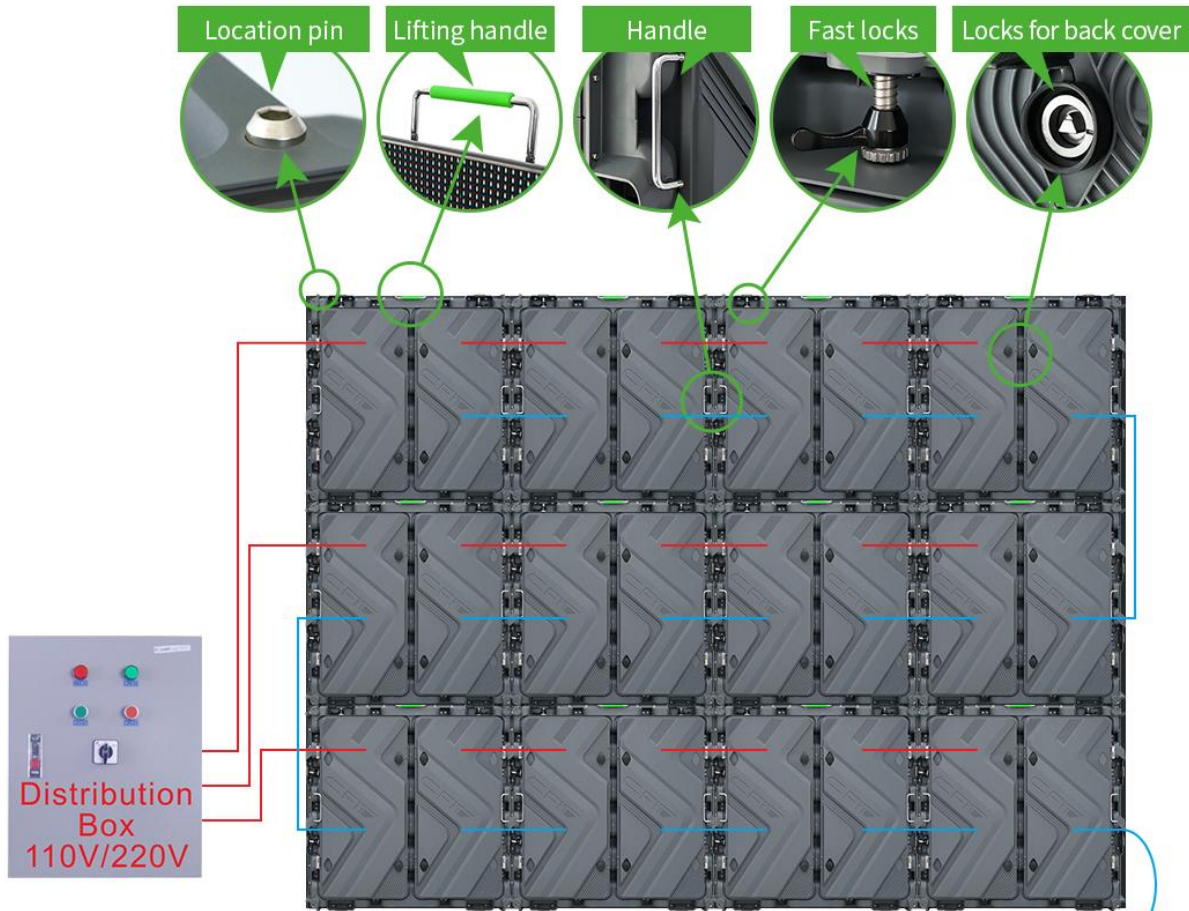 Location pin
Lifting handle
Handle
Fast locks
Locks for back cover
Distribution
Box
110V/220V